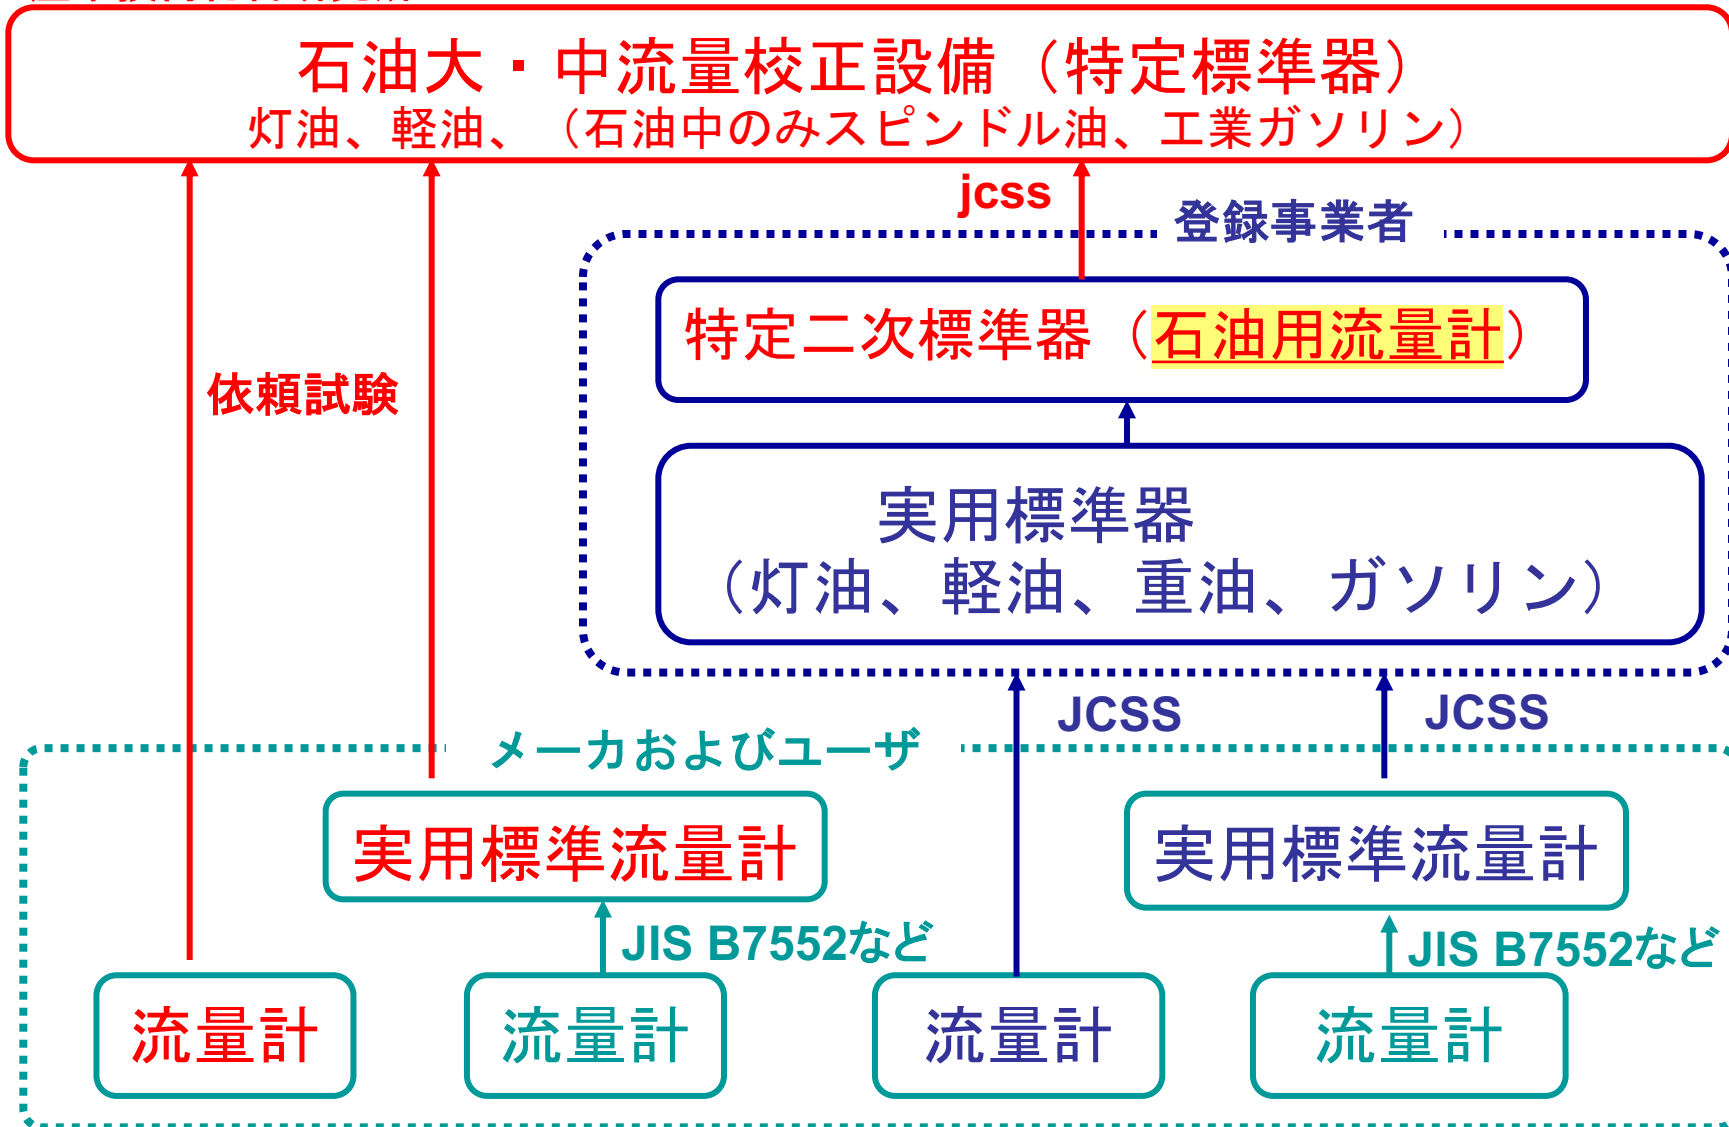 石油大・中流量校正設備（特定標準器）
灯油、軽油、（石油中のみスピンドル油、工業ガソリン）
jcss
登録事業者
特定二次標準器（石油用流量計）
依頼試験
実用標準器
（灯油、軽油、重油、ガソリン）
JCSS
JCSS
メーカおよびユーザ
実用標準流量計
実用標準流量計
JIS B7552など
JIS B7552など
流量計
流量計
流量計
流量計